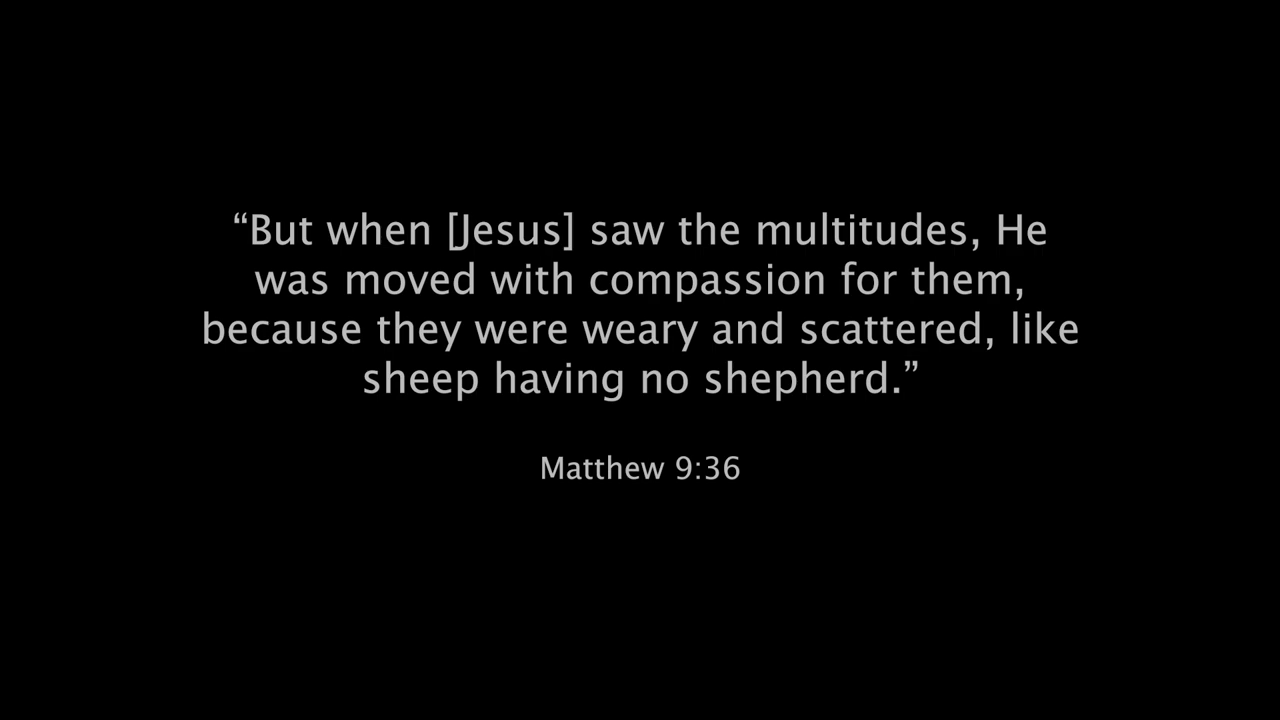 “But when [Jesus] saw the multitudes, He
was moved with compassion for them,
because they were weary and scattered, like
sheep having no shepherd.”
Matthew 9:36